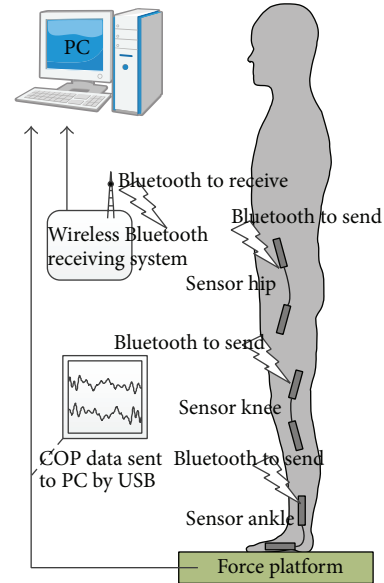 PC
Bluetooth to receive
Bluetooth to send
Wireless Bluetooth
receiving system
Sensor hip
Bluetooth to send
Sensor knee
COP data sent
to PC by USB
Bluetooth to send
Sensor ankle
Force platform